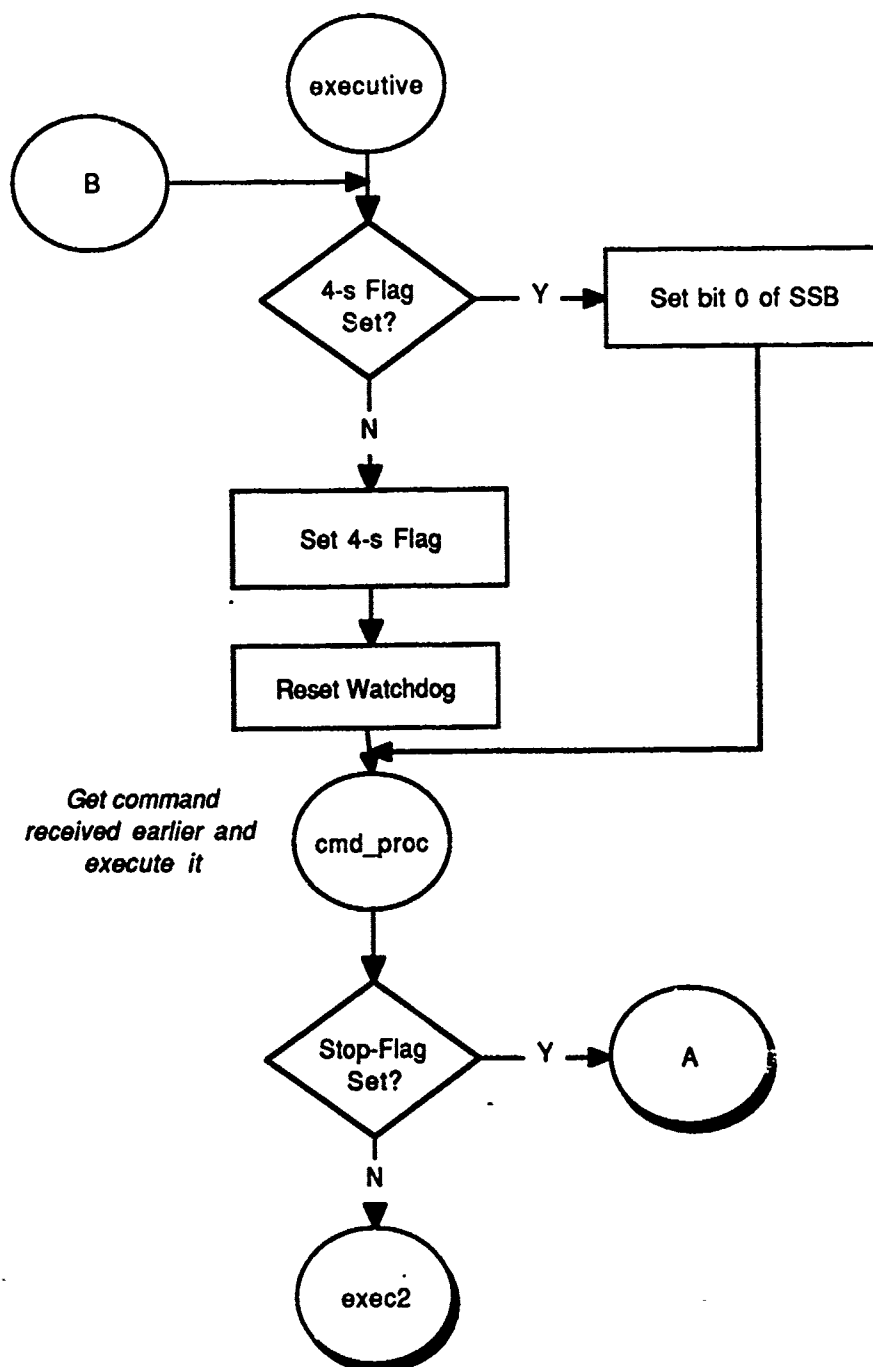 executive
B
4-s Flag
Set?
Y
Set bit 0 of SSB
N
Set 4-s Flag
Reset Watchdog
Get command
received earlier and
execute it
cmd_proc
Stop-Flag
Set?
Y
A
N
exec2